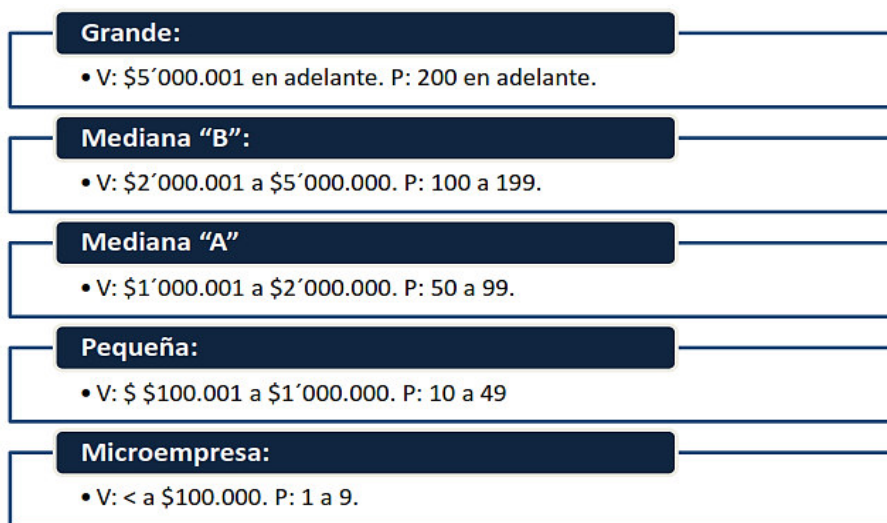 Grande:
• V: $5´000.001 en adelante. P: 200 en adelante.
Mediana “B”:
• V: $2´000.001 a $5´000.000. P: 100 a 199.
Mediana “A”
• V: $1´000.001 a $2´000.000. P: 50 a 99.
Pequeña:
• V: $ $100.001 a $1´000.000. P: 10 a 49
Microempresa:
• V: < a $100.000. P: 1 a 9.